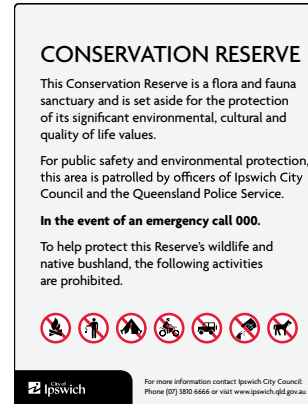 CONSERVATION RESERVE
This Conservation Reserve is a flora and fauna
sanctuary and is set aside for the protection
of its significant environmental, cultural and
quality of life values.
For public safety and environmental protection,
this area is patrolled by officers of Ipswich City
Council and the Queensland Police Service.
In the event of an emergency call 000.
To help protect this Reserve's wildlife and
native bushland, the following activities
are prohibited.
City of
Ipswich
For more information contact Ipswich City Council:
Phone (07) 3810 6666 or visit www.ipswich.qld.gov.au